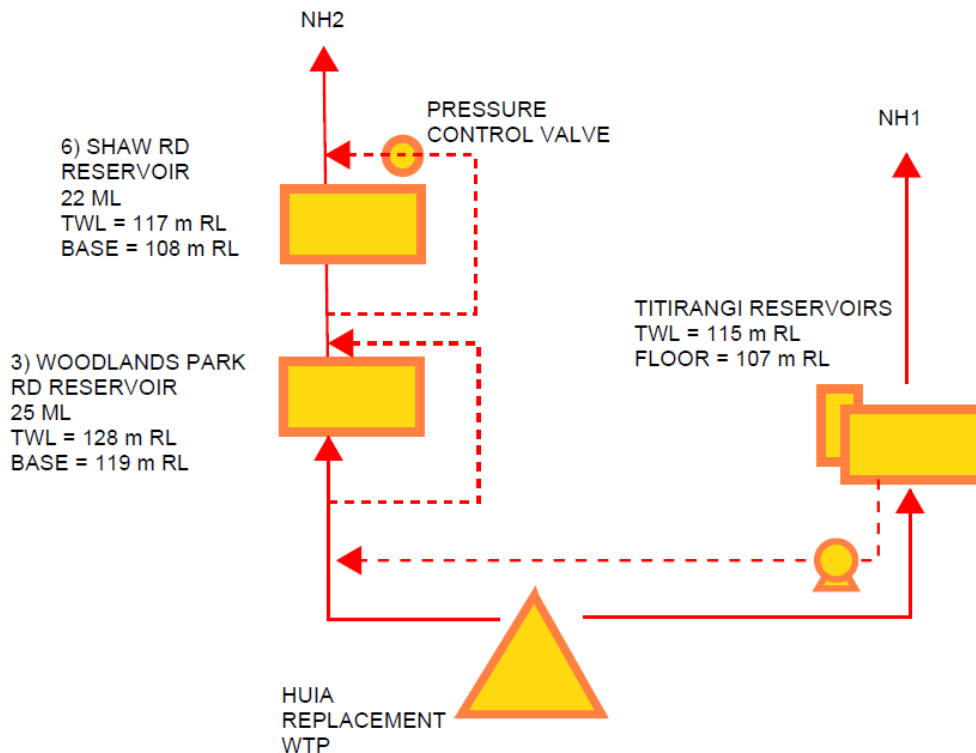 NH2
PRESSURE
CONTROL VALVE
NH1
6) SHAW RD
RESERVOIR
22 ML
TWL = 117 m RL
BASE = 108 m RL
TITIRANGI RESERVOIRS
TWL = 115 m RL
FLOOR = 107 m RL
3) WOODLANDS PARK
RD RESERVOIR
25 ML
TWL = 128 m RL
BASE = 119 m RL
HUIA
REPLACEMENT
WTP